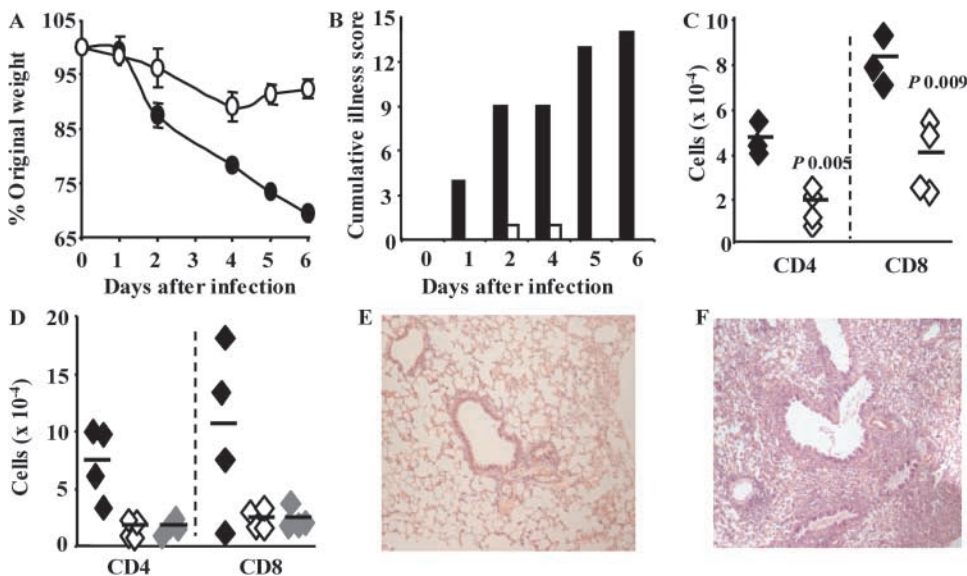 A
% Original weight
105
95
85
75
65
0 1 2 3 4 5 6
Days after infection
B
Cumulative illness score
15
12
9
6
3
0
0 1 2 4 5 6
Days after infection
C
Cells (x 10⁻⁴)
10
8
6
4
2
0
P 0.005
P 0.009
CD4 CD8
D
Cells (x 10⁻⁴)
20
15
10
5
0
CD4 CD8
E
F